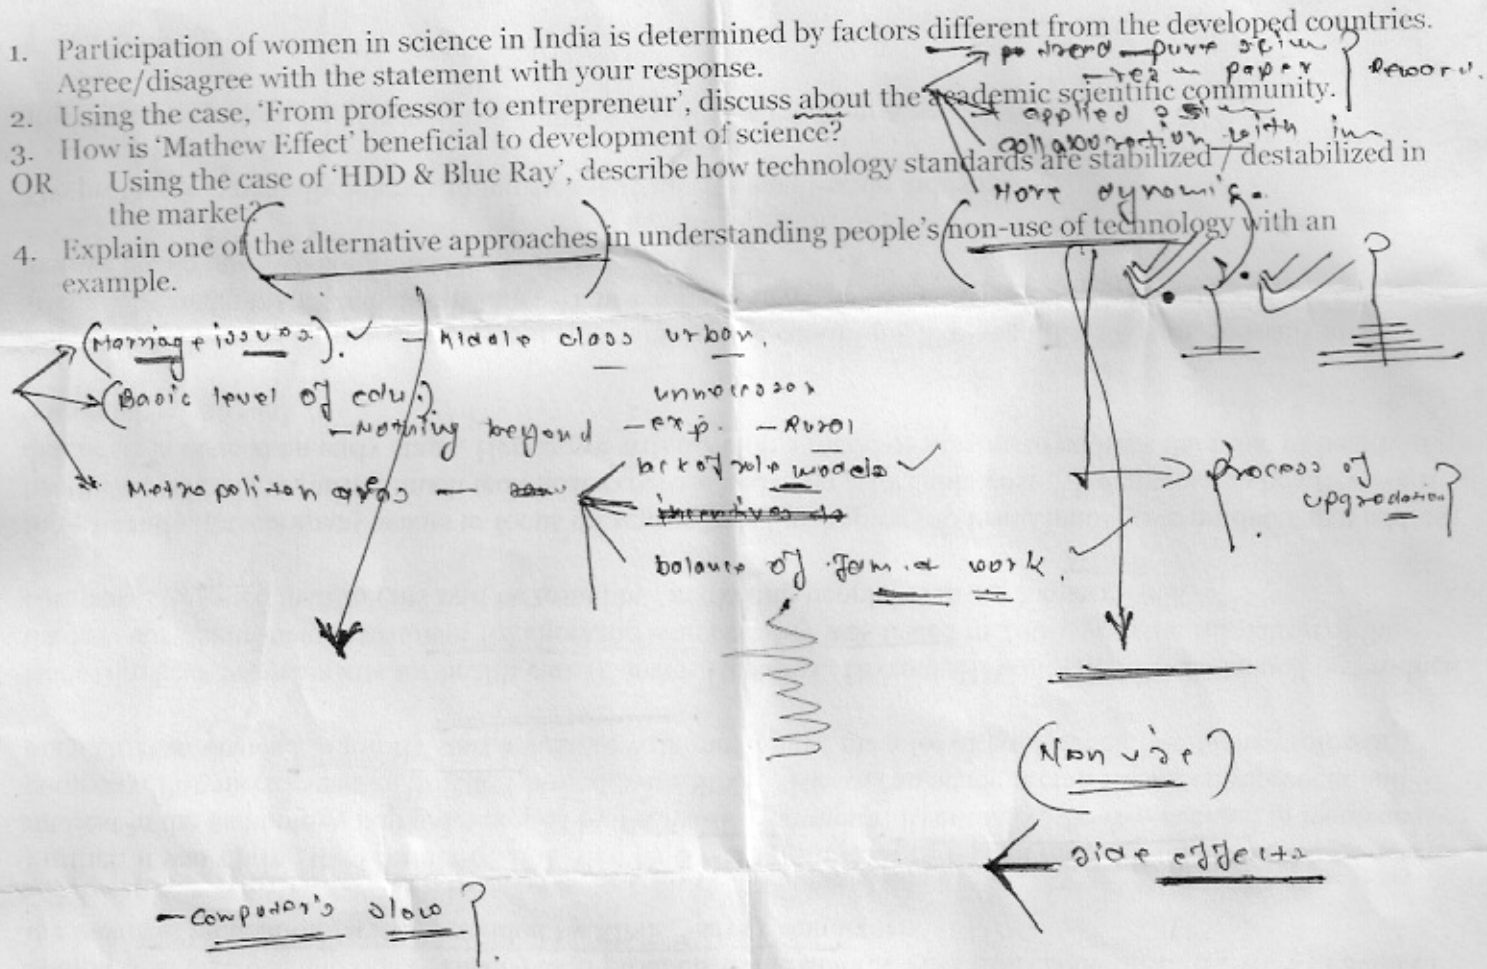 1. Participation of women in science in India is determined by factors different from the developed countries.
Agree/disagree with the statement with your response.
2. Using the case, 'From professor to entrepreneur', discuss about the academic scientific community.
3. How is 'Mathew Effect' beneficial to development of science?
OR Using the case of 'HDD & Blue Ray', describe how technology standards are stabilized / destabilized in
the market?
4. Explain one of the alternative approaches in understanding people's non-use of technology with an
example.
paper
Reward.
applied
collaboration with in
More dynamic.
(Marriage issues). - Middle class urban.
(Basic level of edu.)
- Nothing beyond - exp. - Rural
lack of role models
Metropolitan areas -
balance of fam. & work.
process of
upgradation
(Non use)
side effects
- Computer's slow